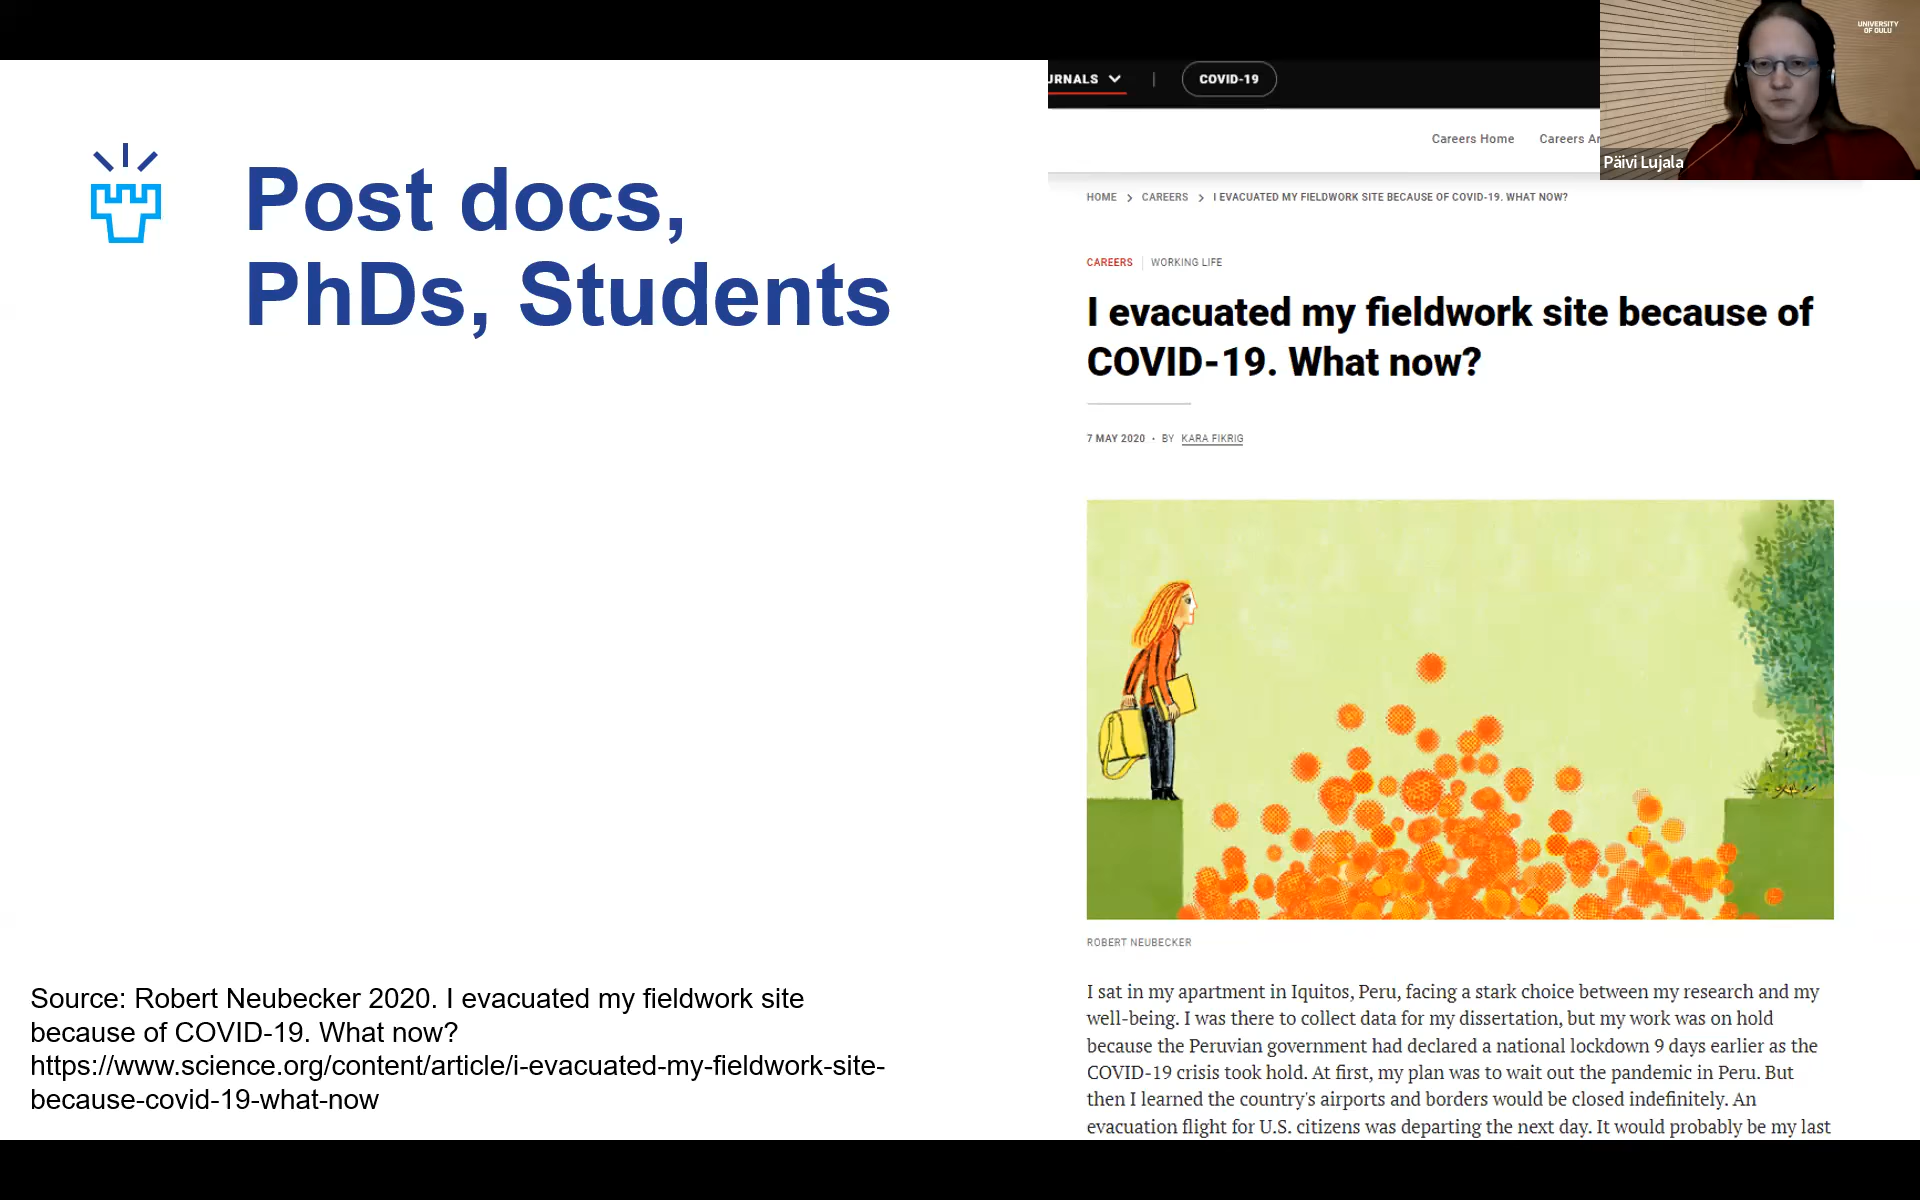 Post docs,
PhDs, Students
Source: Robert Neubecker 2020. I evacuated my fieldwork site
because of COVID-19. What now?
https://www.science.org/content/article/i-evacuated-my-fieldwork-site-
because-covid-19-what-now
URNALS
|
COVID-19
Careers Home Careers Ar
HOME > CAREERS > I EVACUATED MY FIELDWORK SITE BECAUSE OF COVID-19. WHAT NOW?
CAREERS | WORKING LIFE
I evacuated my fieldwork site because of
COVID-19. What now?
7 MAY 2020 • BY KARA FIKRIG
ROBERT NEUBECKER
I sat in my apartment in Iquitos, Peru, facing a stark choice between my research and my
well-being. I was there to collect data for my dissertation, but my work was on hold
because the Peruvian government had declared a national lockdown 9 days earlier as the
COVID-19 crisis took hold. At first, my plan was to wait out the pandemic in Peru. But
then I learned the country's airports and borders would be closed indefinitely. An
evacuation flight for U.S. citizens was departing the next day. It would probably be my last
UNIVERSITY
OF OULU
Päivi Lujala